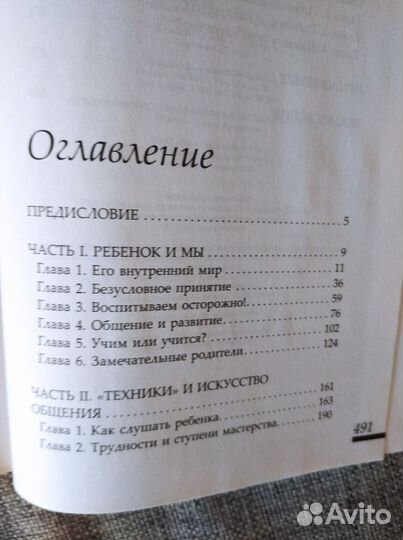 Оглавление
ПРЕДИСЛОВИЕ ........ 5
ЧАСТЬ I. РЕБЕНОК И МЫ ........ 9
Глава 1. Его внутренний мир ........ 11
Глава 2. Безусловное принятие ........ 36
Глава 3. Воспитываем осторожно! ........ 59
Глава 4. Общение и развитие ........ 76
Глава 5. Учим или учится? ........ 102
Глава 6. Замечательные родители ........ 124
ЧАСТЬ II. «ТЕХНИКИ» И ИСКУССТВО
ОБЩЕНИЯ ........ 161
Глава 1. Как слушать ребенка ........ 163
Глава 2. Трудности и ступени мастерства ........ 190
491
Avito